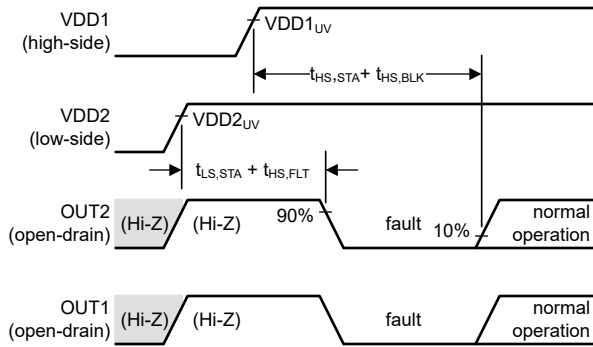 VDD1
(high-side)
VDD1UV
tHS,STA+ tHS,BLK
VDD2
(low-side)
VDD2UV
tLS,STA + tHS,FLT
OUT2
(open-drain)
(Hi-Z)
(Hi-Z)
90%
fault
10%
normal
operation
OUT1
(open-drain)
(Hi-Z)
(Hi-Z)
fault
normal
operation